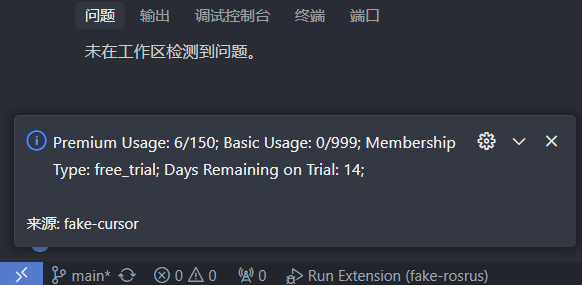 问题 输出 调试控制台 终端 端口
未在工作区检测到问题。
Premium Usage: 6/150; Basic Usage: 0/999; Membership
Type: free_trial; Days Remaining on Trial: 14;
来源: fake-cursor
main* 0 0 0 Run Extension (fake-rosrus)